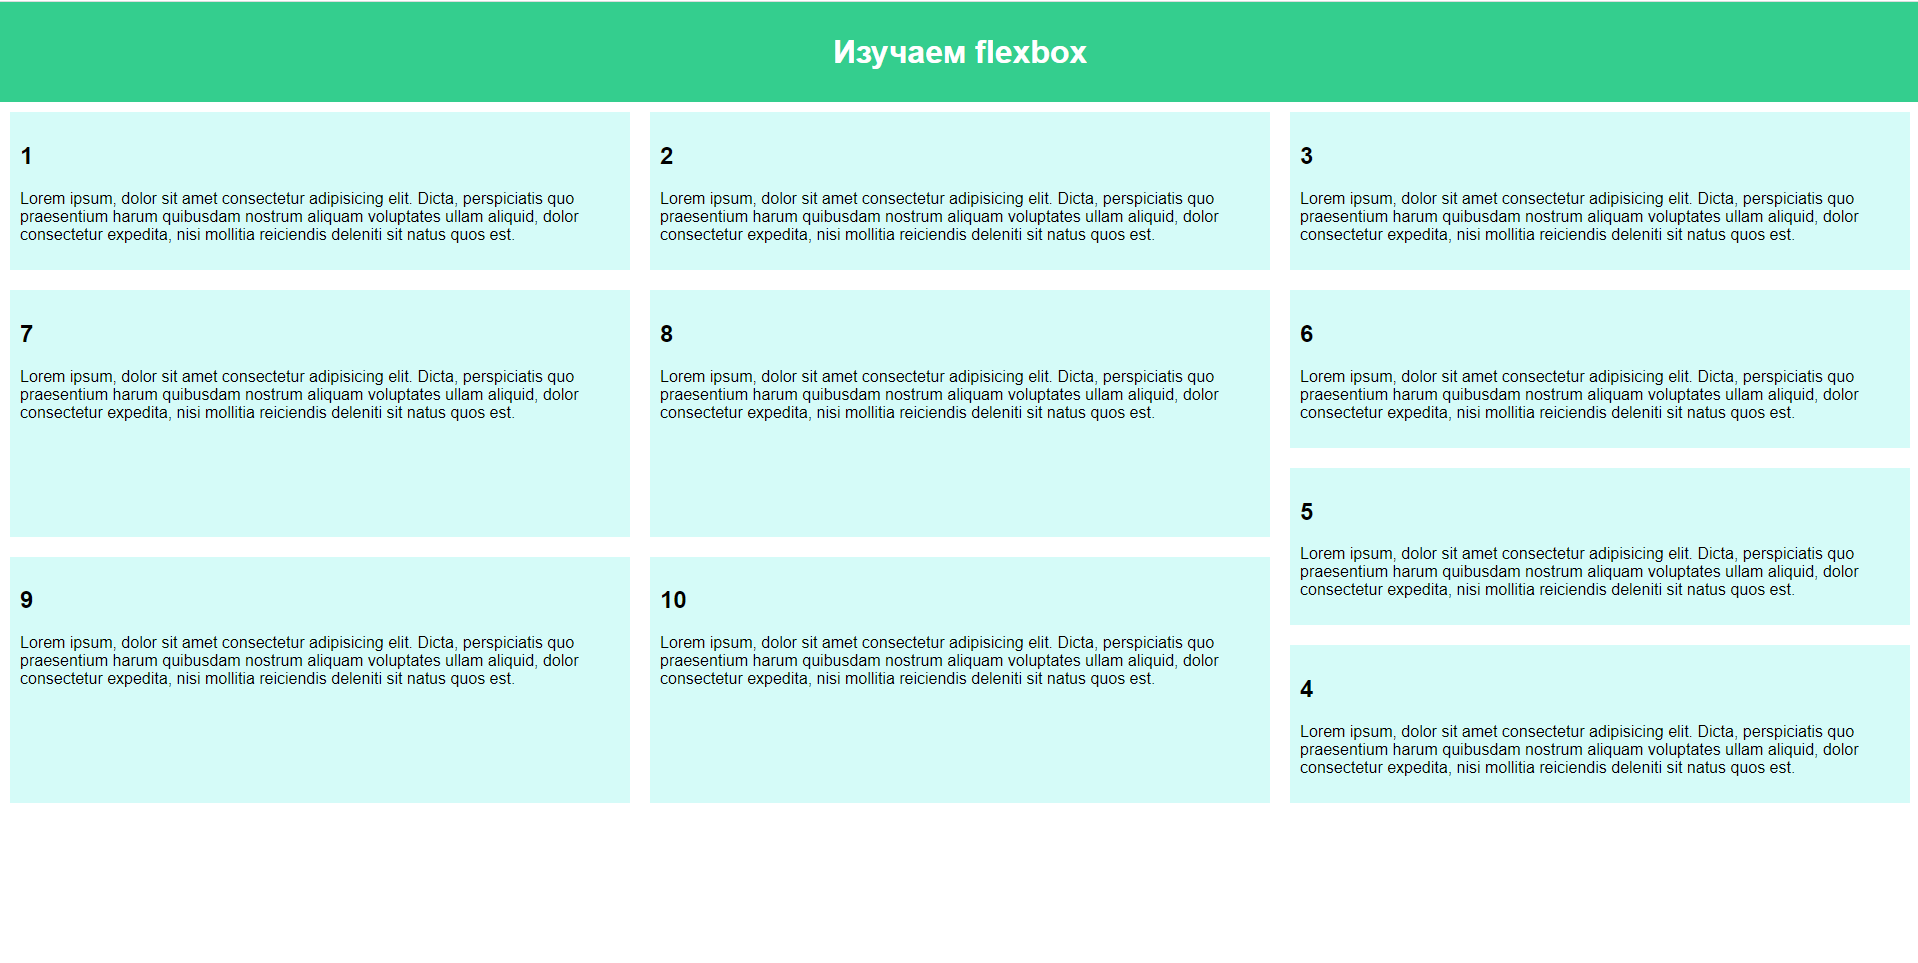 Изучаем flexbox
1
Lorem ipsum, dolor sit amet consectetur adipisicing elit. Dicta, perspiciatis quo
praesentium harum quibusdam nostrum aliquam voluptates ullam aliquid, dolor
consectetur expedita, nisi mollitia reiciendis deleniti sit natus quos est.
2
Lorem ipsum, dolor sit amet consectetur adipisicing elit. Dicta, perspiciatis quo
praesentium harum quibusdam nostrum aliquam voluptates ullam aliquid, dolor
consectetur expedita, nisi mollitia reiciendis deleniti sit natus quos est.
3
Lorem ipsum, dolor sit amet consectetur adipisicing elit. Dicta, perspiciatis quo
praesentium harum quibusdam nostrum aliquam voluptates ullam aliquid, dolor
consectetur expedita, nisi mollitia reiciendis deleniti sit natus quos est.
7
Lorem ipsum, dolor sit amet consectetur adipisicing elit. Dicta, perspiciatis quo
praesentium harum quibusdam nostrum aliquam voluptates ullam aliquid, dolor
consectetur expedita, nisi mollitia reiciendis deleniti sit natus quos est.
8
Lorem ipsum, dolor sit amet consectetur adipisicing elit. Dicta, perspiciatis quo
praesentium harum quibusdam nostrum aliquam voluptates ullam aliquid, dolor
consectetur expedita, nisi mollitia reiciendis deleniti sit natus quos est.
6
Lorem ipsum, dolor sit amet consectetur adipisicing elit. Dicta, perspiciatis quo
praesentium harum quibusdam nostrum aliquam voluptates ullam aliquid, dolor
consectetur expedita, nisi mollitia reiciendis deleniti sit natus quos est.
5
Lorem ipsum, dolor sit amet consectetur adipisicing elit. Dicta, perspiciatis quo
praesentium harum quibusdam nostrum aliquam voluptates ullam aliquid, dolor
consectetur expedita, nisi mollitia reiciendis deleniti sit natus quos est.
9
Lorem ipsum, dolor sit amet consectetur adipisicing elit. Dicta, perspiciatis quo
praesentium harum quibusdam nostrum aliquam voluptates ullam aliquid, dolor
consectetur expedita, nisi mollitia reiciendis deleniti sit natus quos est.
10
Lorem ipsum, dolor sit amet consectetur adipisicing elit. Dicta, perspiciatis quo
praesentium harum quibusdam nostrum aliquam voluptates ullam aliquid, dolor
consectetur expedita, nisi mollitia reiciendis deleniti sit natus quos est.
4
Lorem ipsum, dolor sit amet consectetur adipisicing elit. Dicta, perspiciatis quo
praesentium harum quibusdam nostrum aliquam voluptates ullam aliquid, dolor
consectetur expedita, nisi mollitia reiciendis deleniti sit natus quos est.